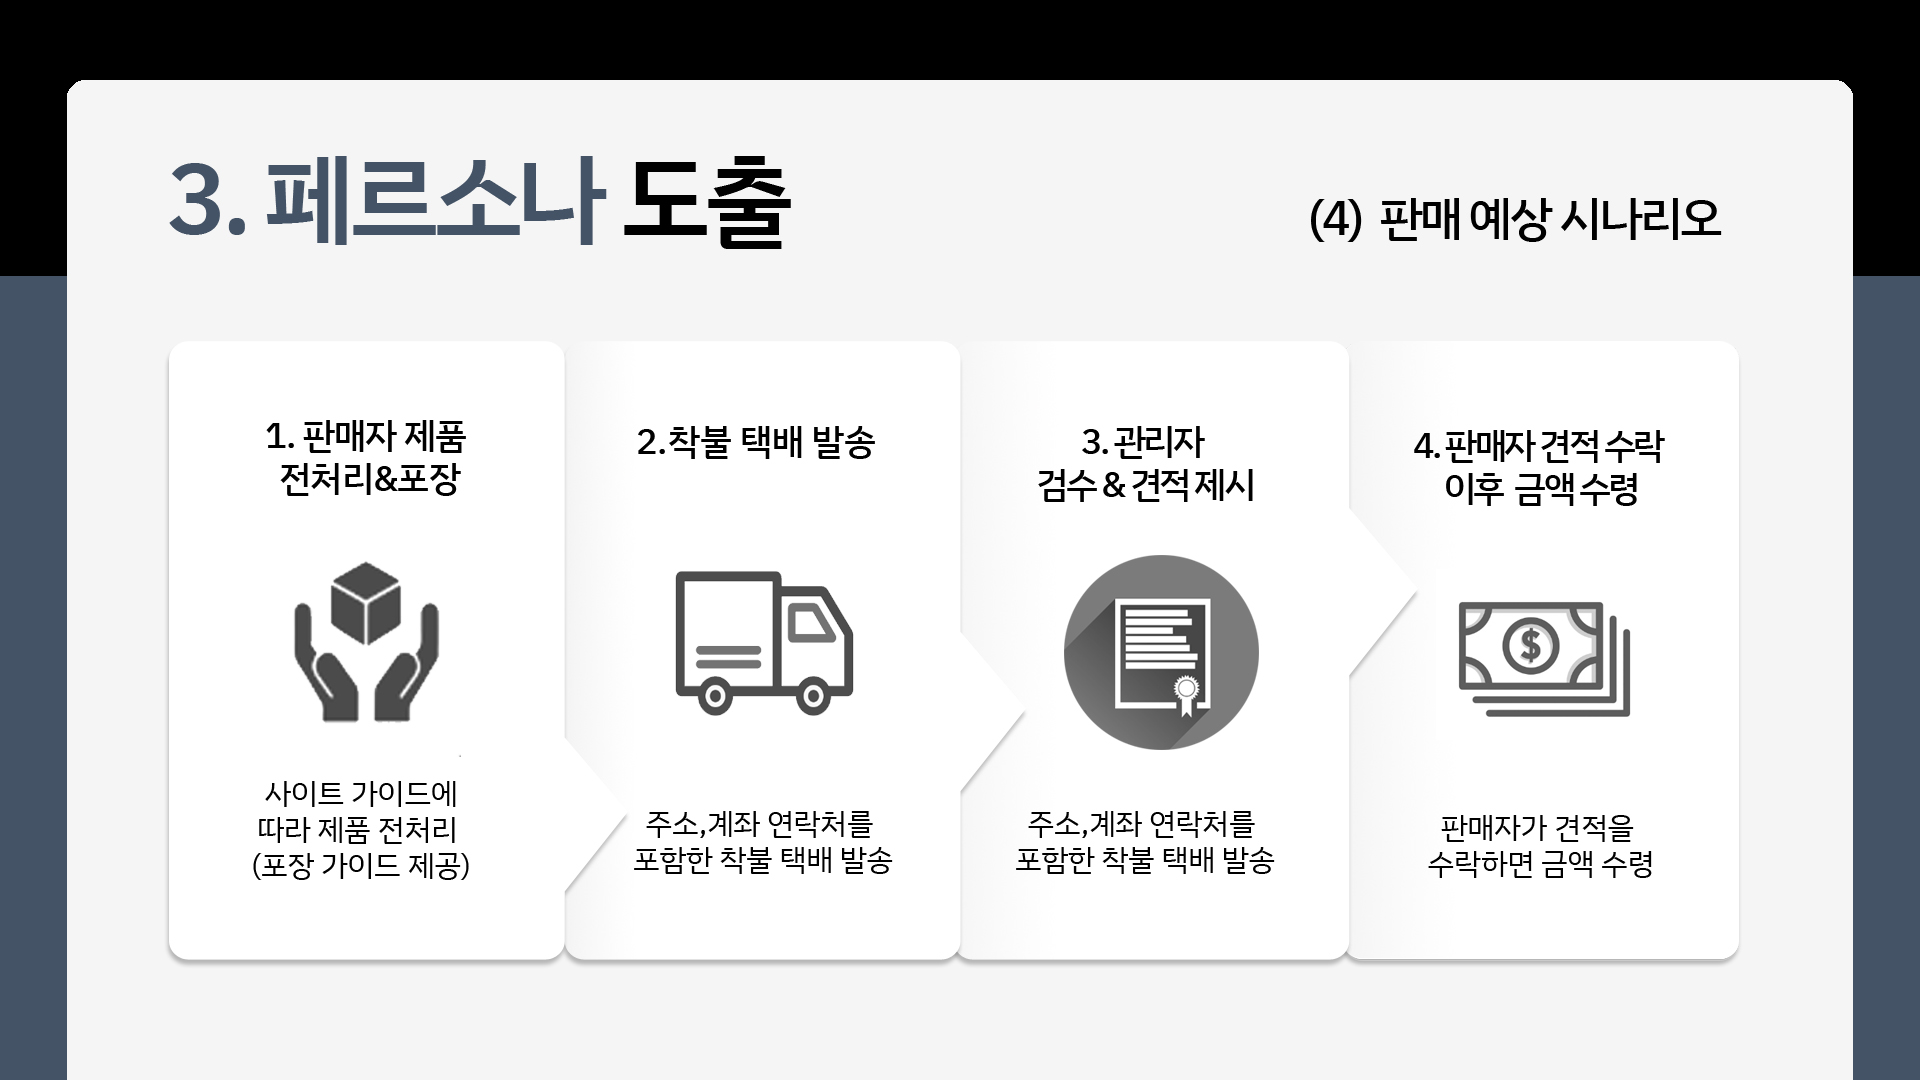 3. 페르소나 도출
(4) 판매 예상 시나리오
1. 판매자 제품
전처리&포장
사이트 가이드에
따라 제품 전처리
(포장 가이드 제공)
2.착불 택배 발송
주소,계좌 연락처를
포함한 착불 택배 발송
3. 관리자
검수 & 견적 제시
주소,계좌 연락처를
포함한 착불 택배 발송
4. 판매자 견적 수락
이후 금액 수령
$
판매자가 견적을
수락하면 금액 수령